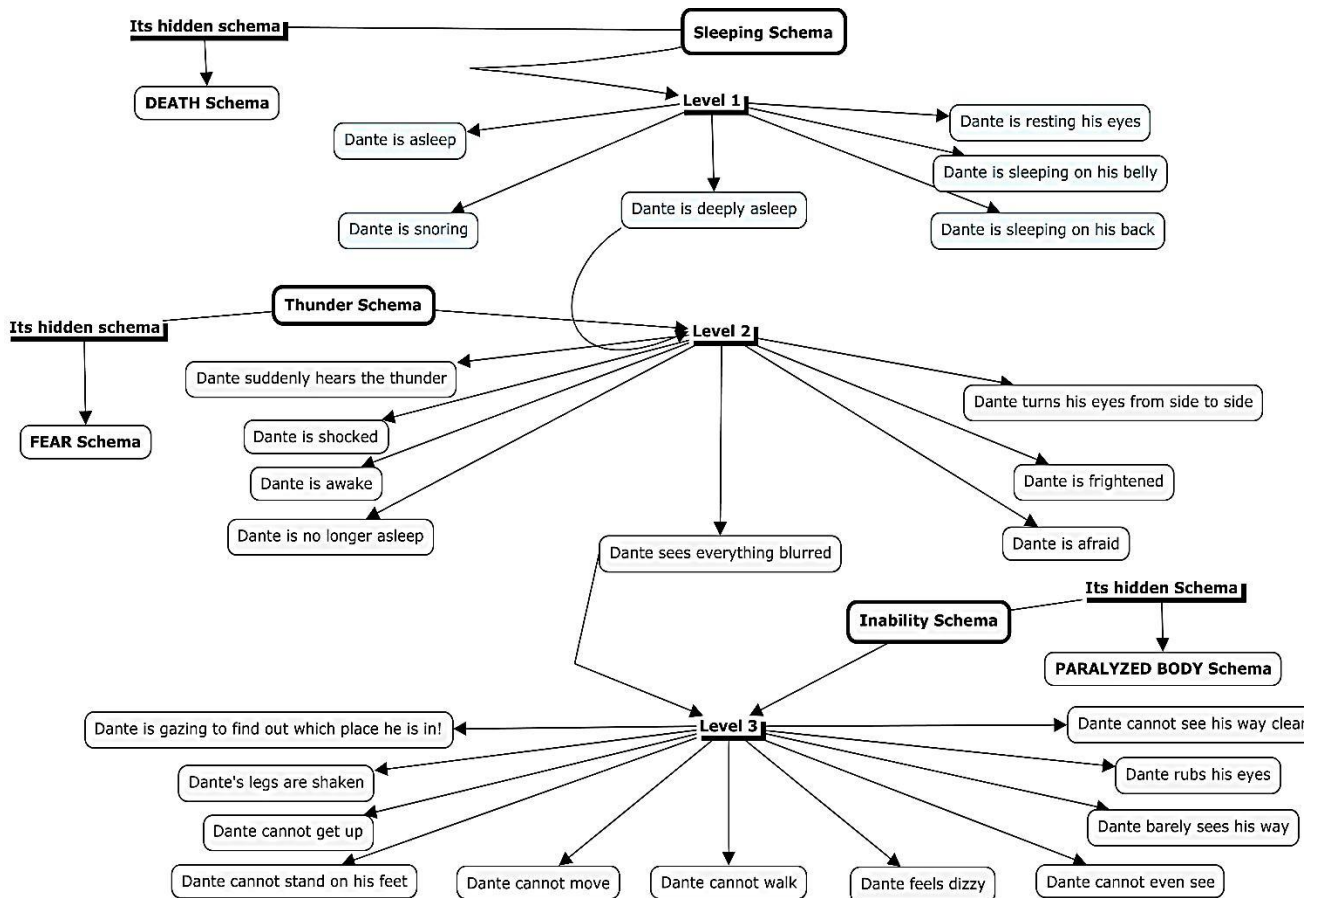 Its hidden schema
Sleeping Schema
DEATH Schema
Level 1
Dante is asleep
Dante is resting his eyes
Dante is sleeping on his belly
Dante is snoring
Dante is deeply asleep
Dante is sleeping on his back
Thunder Schema
Its hidden schema
Level 2
Dante suddenly hears the thunder
Dante turns his eyes from side to side
FEAR Schema
Dante is shocked
Dante is awake
Dante is frightened
Dante is no longer asleep
Dante sees everything blurred
Dante is afraid
Its hidden Schema
Inability Schema
PARALYZED BODY Schema
Level 3
Dante is gazing to find out which place he is in!
Dante cannot see his way clear
Dante's legs are shaken
Dante rubs his eyes
Dante cannot get up
Dante barely sees his way
Dante cannot stand on his feet
Dante cannot move
Dante cannot walk
Dante feels dizzy
Dante cannot even see